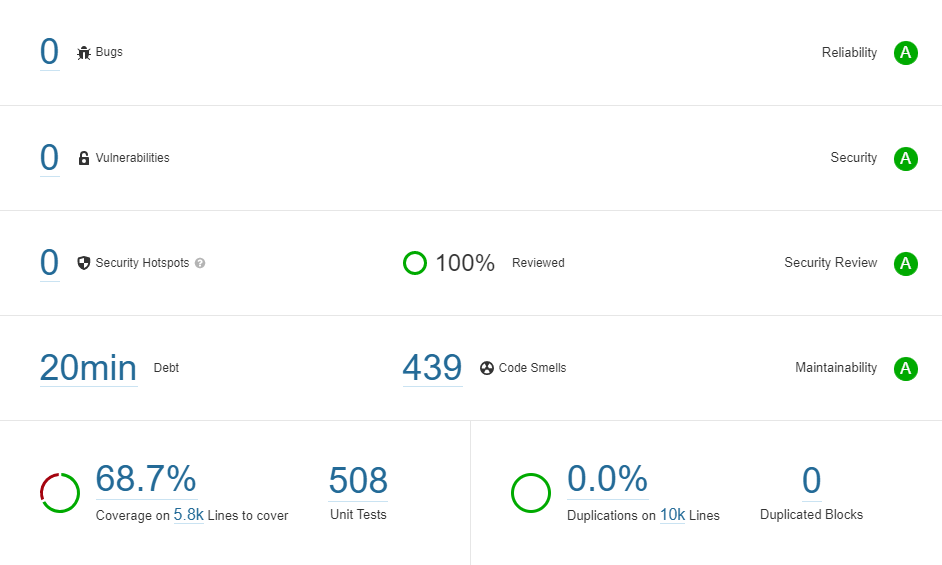 0 Bugs Reliability A
0 Vulnerabilities Security A
0 Security Hotspots ? 100% Reviewed Security Review A
20min Debt 439 Code Smells Maintainability A
68.7% 508 0.0% 0
Coverage on 5.8k Lines to cover Unit Tests Duplications on 10k Lines Duplicated Blocks